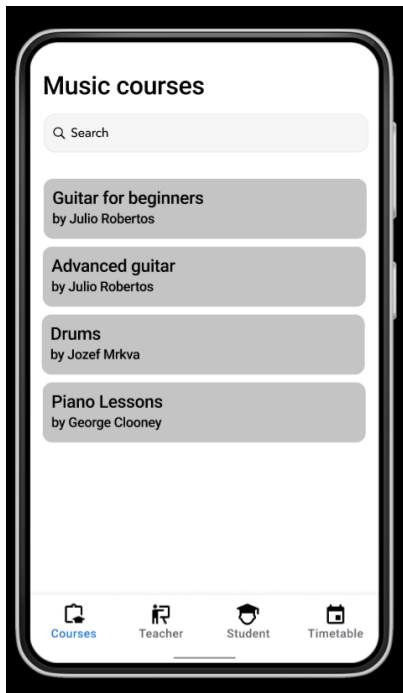 Music courses
Search
Guitar for beginners
by Julio Robertos
Advanced guitar
by Julio Robertos
Drums
by Jozef Mrkva
Piano Lessons
by George Clooney
Courses
Teacher
Student
Timetable